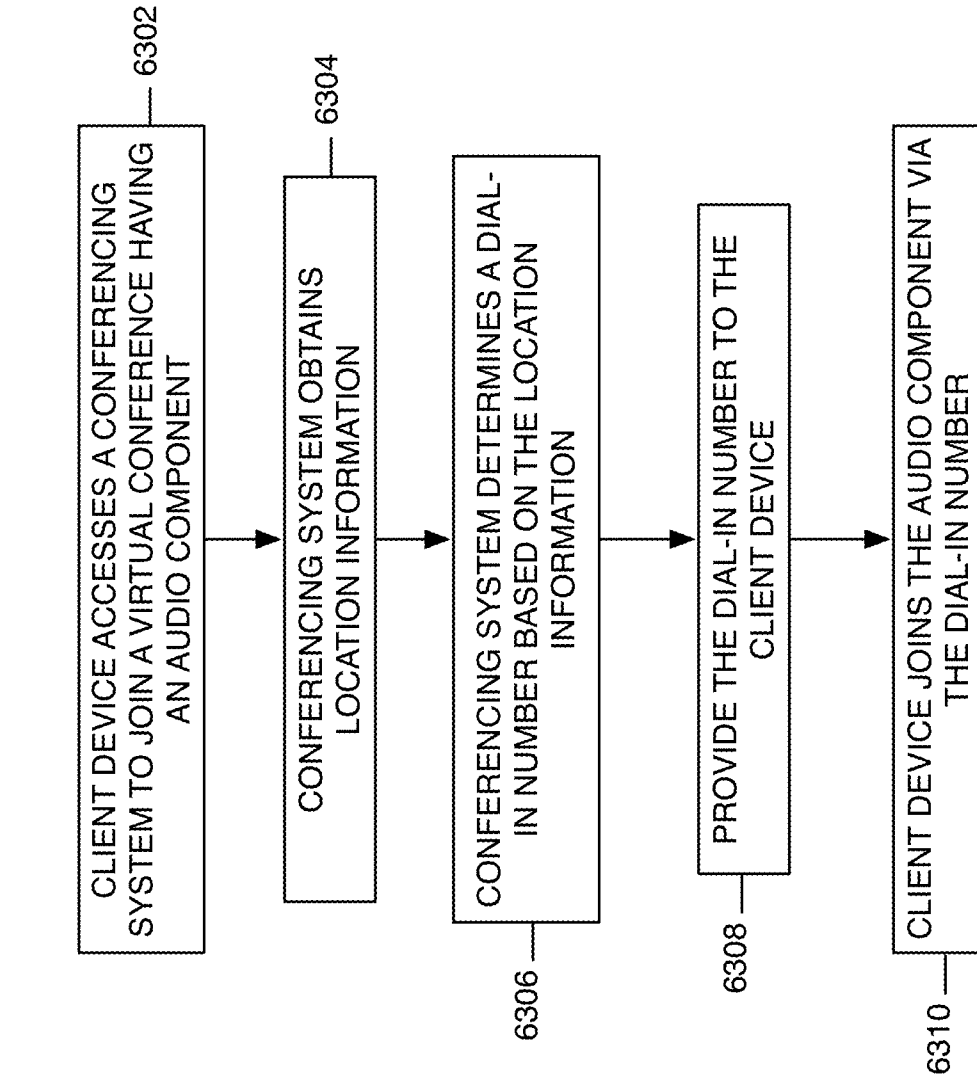 CLIENT DEVICE ACCESSES A CONFERENCING
SYSTEM TO JOIN A VIRTUAL CONFERENCE HAVING
AN AUDIO COMPONENT
6302
CONFERENCING SYSTEM OBTAINS
LOCATION INFORMATION
6304
CONFERENCING SYSTEM DETERMINES A DIAL-
IN NUMBER BASED ON THE LOCATION
INFORMATION
6306
PROVIDE THE DIAL-IN NUMBER TO THE
CLIENT DEVICE
6308
CLIENT DEVICE JOINS THE AUDIO COMPONENT VIA
THE DIAL-IN NUMBER
6310